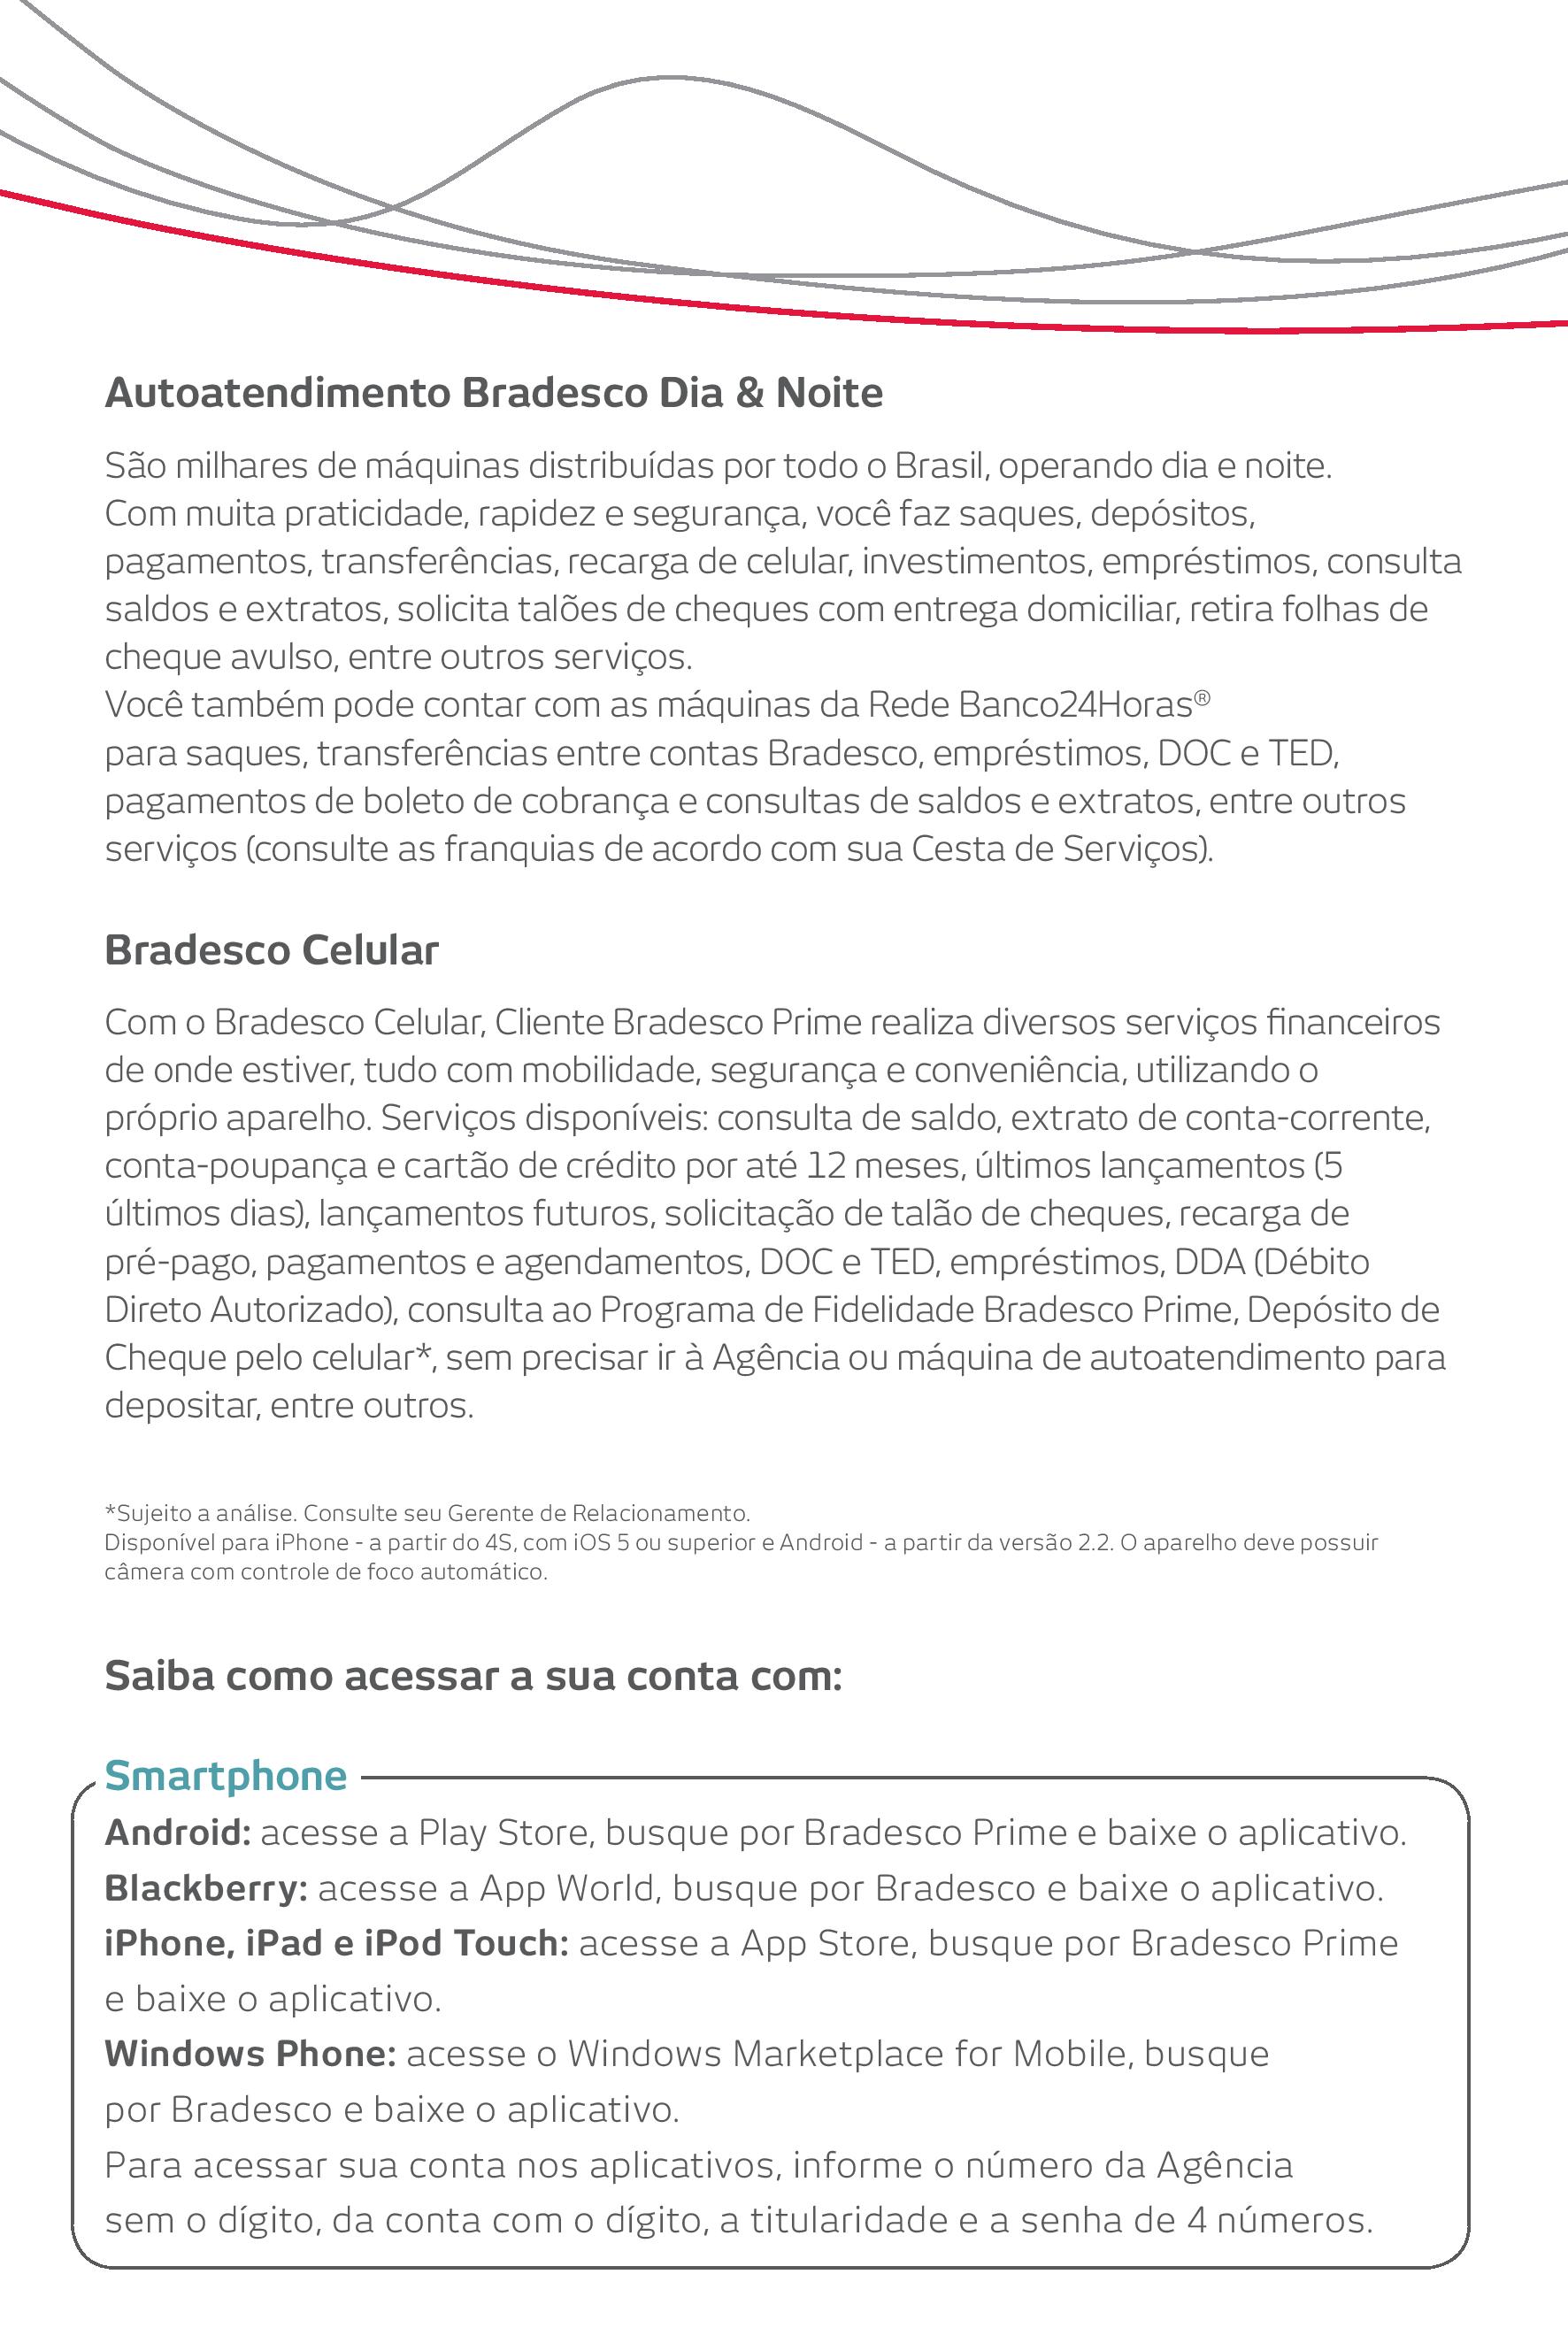 Autoatendimento Bradesco Dia & Noite
São milhares de máquinas distribuídas por todo o Brasil, operando dia e noite.
Com muita praticidade, rapidez e segurança, você faz saques, depósitos,
pagamentos, transferências, recarga de celular, investimentos, empréstimos, consulta
saldos e extratos, solicita talões de cheques com entrega domiciliar, retira folhas de
cheque avulso, entre outros serviços.
Você também pode contar com as máquinas da Rede Banco24Horas®
para saques, transferências entre contas Bradesco, empréstimos, DOC e TED,
pagamentos de boleto de cobrança e consultas de saldos e extratos, entre outros
serviços (consulte as franquias de acordo com sua Cesta de Serviços).
Bradesco Celular
Com o Bradesco Celular, Cliente Bradesco Prime realiza diversos serviços financeiros
de onde estiver, tudo com mobilidade, segurança e conveniência, utilizando o
próprio aparelho. Serviços disponíveis: consulta de saldo, extrato de conta-corrente,
conta-poupança e cartão de crédito por até 12 meses, últimos lançamentos (5
últimos dias), lançamentos futuros, solicitação de talão de cheques, recarga de
pré-pago, pagamentos e agendamentos, DOC e TED, empréstimos, DDA (Débito
Direto Autorizado), consulta ao Programa de Fidelidade Bradesco Prime, Depósito de
Cheque pelo celular*, sem precisar ir à Agência ou máquina de autoatendimento para
depositar, entre outros.
*Sujeito a análise. Consulte seu Gerente de Relacionamento.
Disponível para iPhone - a partir do 4S, com iOS 5 ou superior e Android - a partir da versão 2.2. O aparelho deve possuir
câmera com controle de foco automático.
Saiba como acessar a sua conta com:
Smartphone
Android: acesse a Play Store, busque por Bradesco Prime e baixe o aplicativo.
Blackberry: acesse a App World, busque por Bradesco e baixe o aplicativo.
iPhone, iPad e iPod Touch: acesse a App Store, busque por Bradesco Prime
e baixe o aplicativo.
Windows Phone: acesse o Windows Marketplace for Mobile, busque
por Bradesco e baixe o aplicativo.
Para acessar sua conta nos aplicativos, informe o número da Agência
sem o dígito, da conta com o dígito, a titularidade e a senha de 4 números.